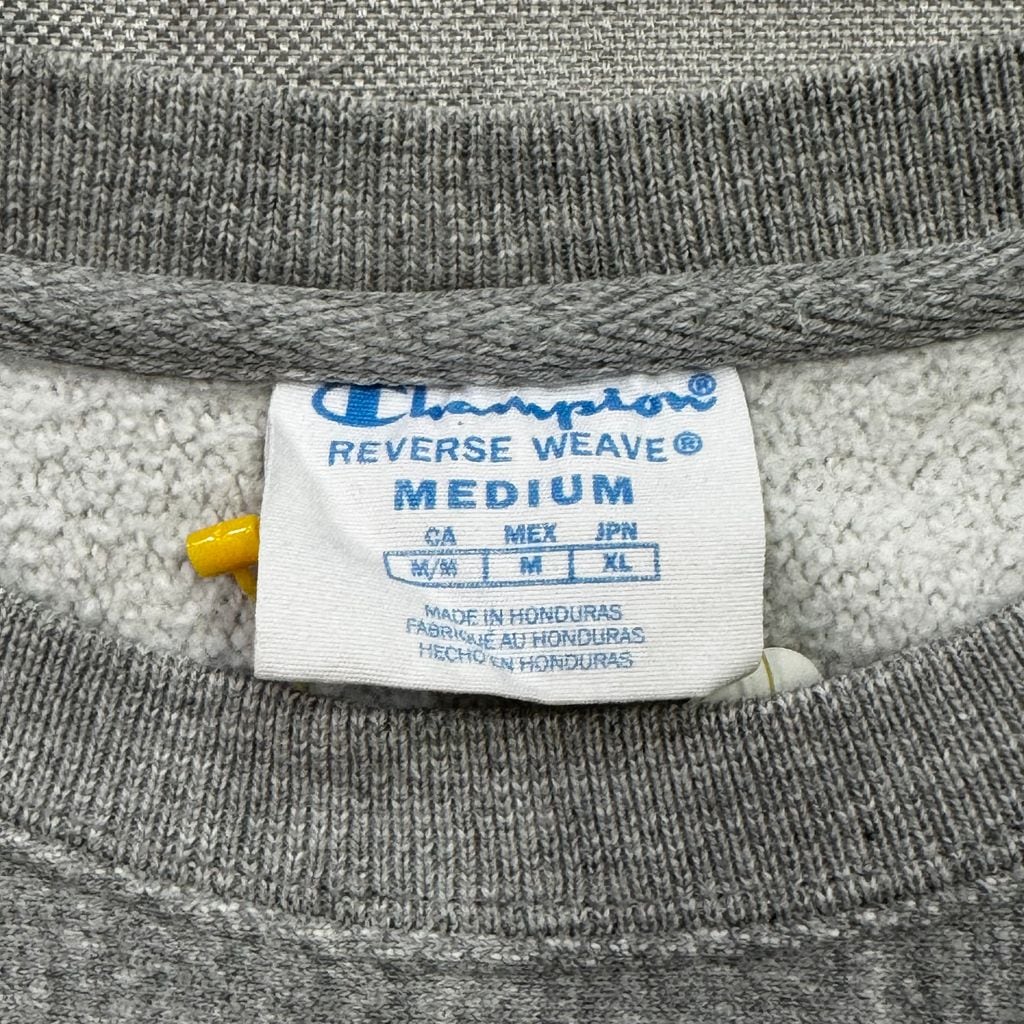 Champion®
REVERSE WEAVE®
MEDIUM
CA MEX JPN
M/M M XL
MADE IN HONDURAS
FABRIQUÉ AU HONDURAS
HECHO EN HONDURAS